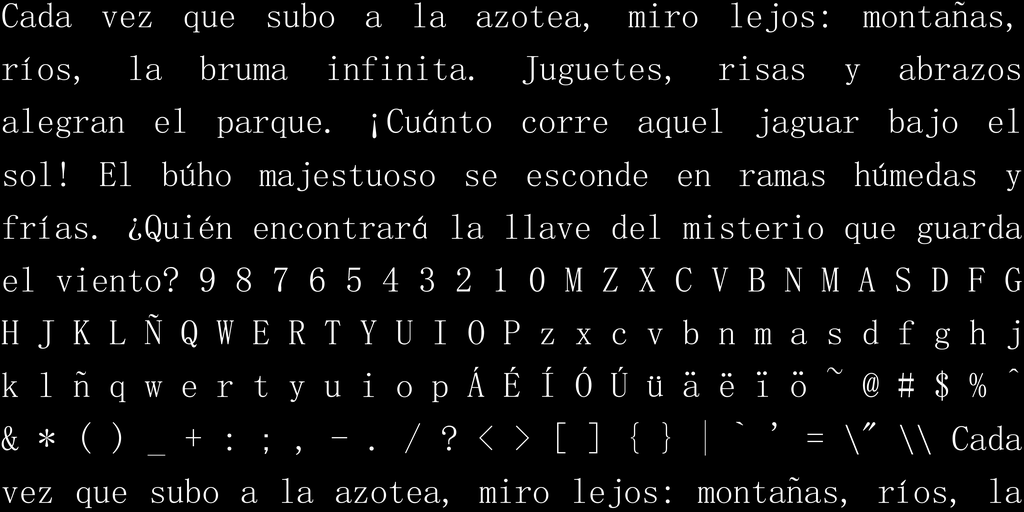 Cada vez que subo a la azotea, miro lejos: montañas,
ríos, la bruma infinita. Juguetes, risas y abrazos
alegran el parque. ¡Cuánto corre aquel jaguar bajo el
sol! El búho majestuoso se esconde en ramas húmedas y
frías. ¿Quién encontrará la llave del misterio que guarda
el viento? 9 8 7 6 5 4 3 2 1 0 M Z X C V B N M A S D F G
H J K L Ñ Q W E R T Y U I O P z x c v b n m a s d f g h j
k l ñ q w e r t y u i o p Á É Í Ó Ú ü ä ë ï ö ~ @ # $ % ^
& * ( ) _ + : ; , - . / ? < > [ ] { } | ` ' = \" \\ Cada
vez que subo a la azotea, miro lejos: montañas, ríos, la